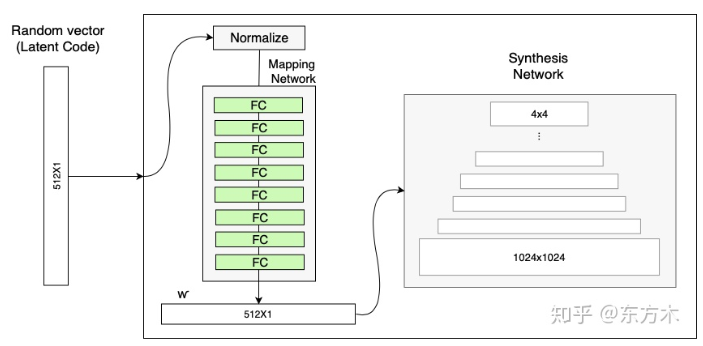 Random vector
(Latent Code)
512X1
Normalize
Mapping
Network
FC
FC
FC
FC
FC
FC
FC
FC
w
512X1
Synthesis
Network
4x4
⋮
1024x1024
知乎 @东方木